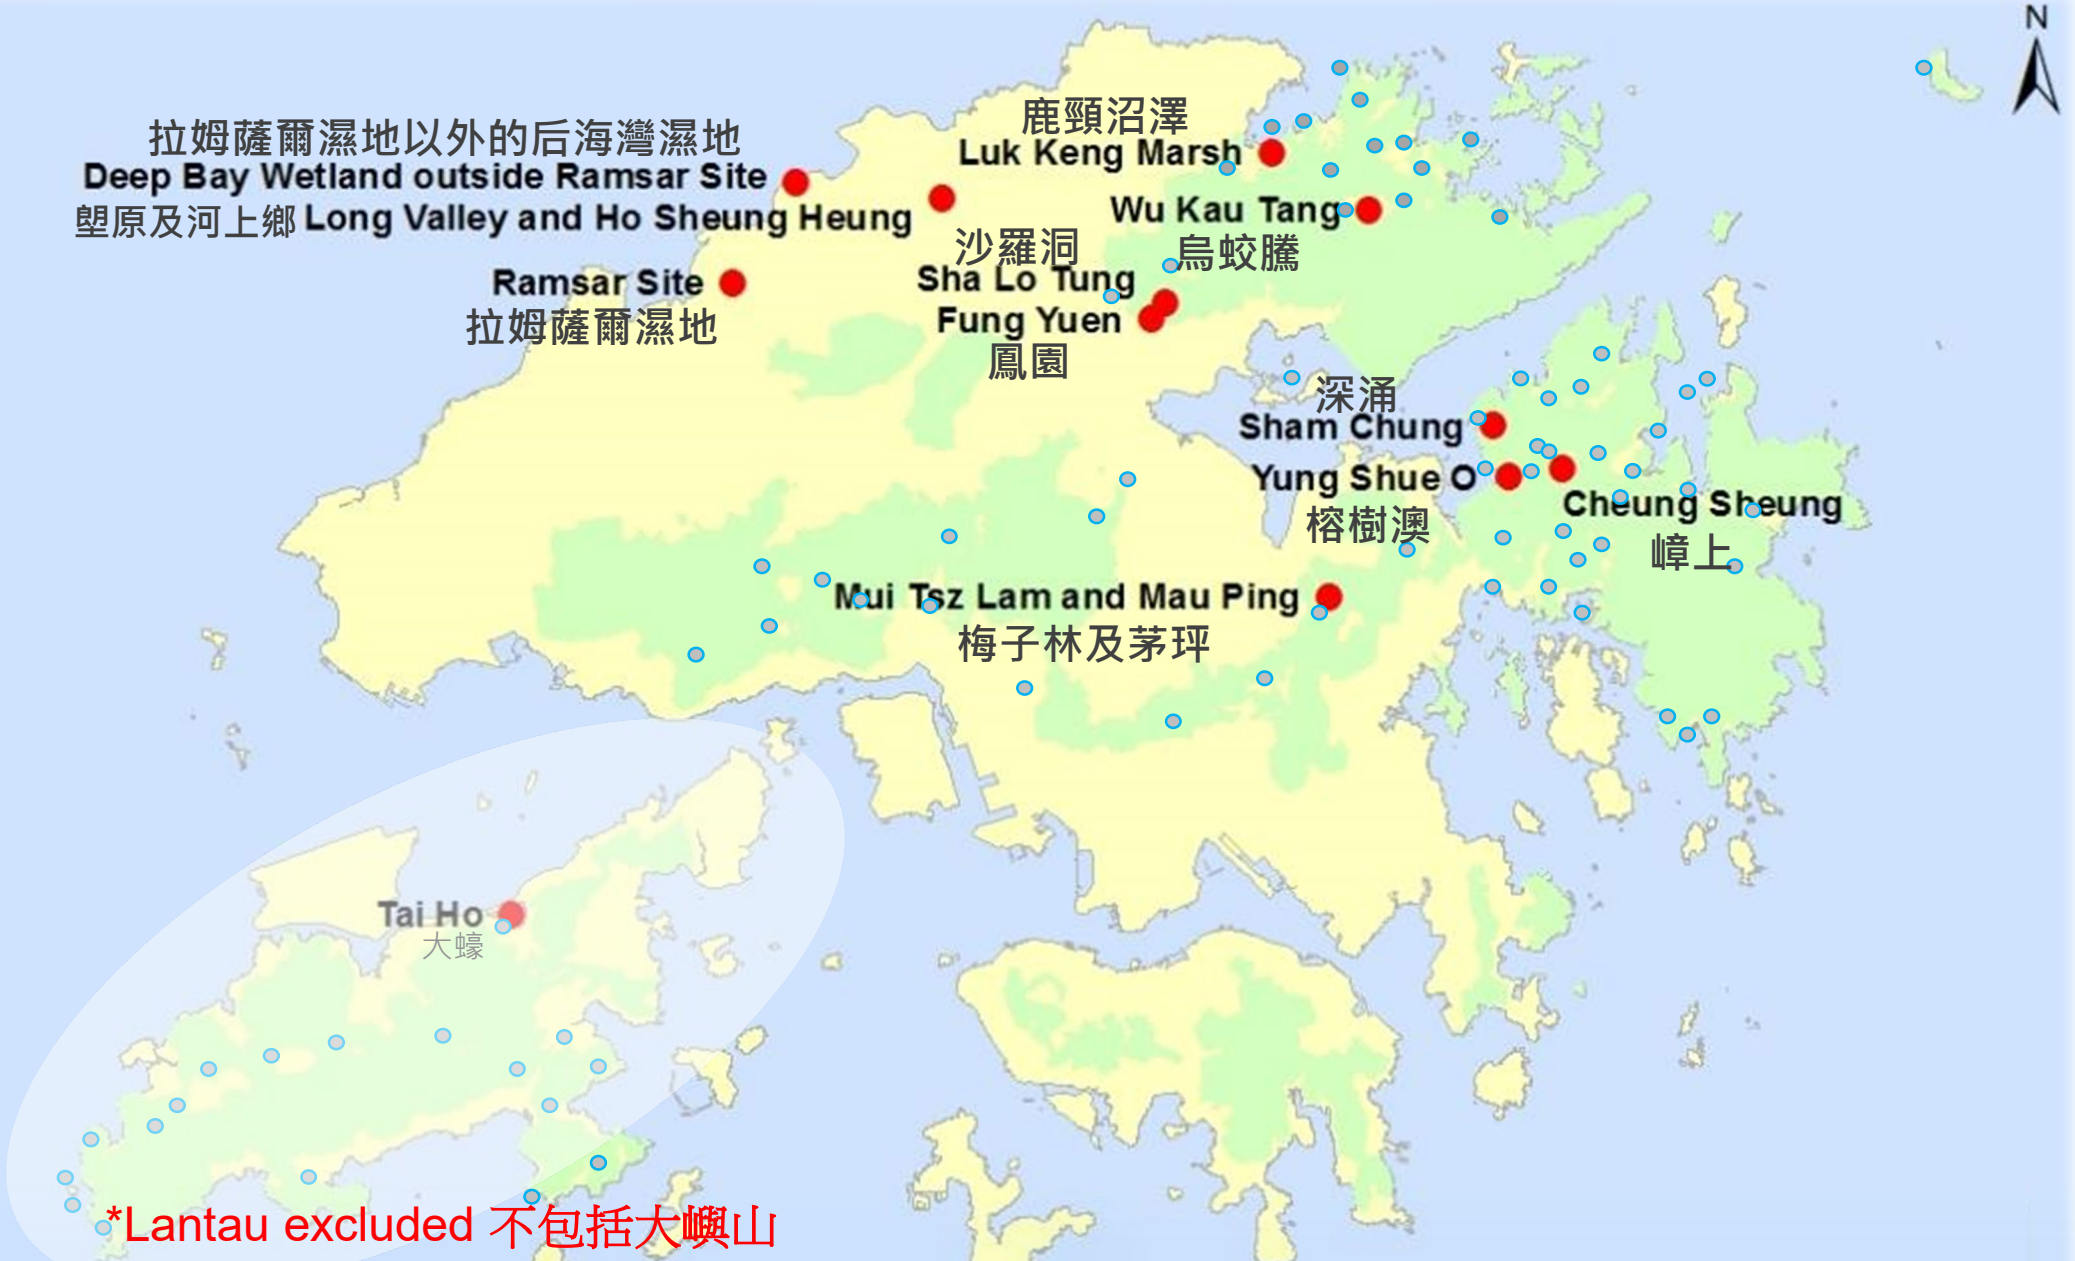 N
鹿頸沼澤
拉姆薩爾濕地以外的后海灣濕地
Luk Keng Marsh
Deep Bay Wetland outside Ramsar Site
塱原及河上鄉 Long Valley and Ho Sheung Heung
Wu Kau Tang
沙羅洞
烏蛟騰
Sha Lo Tung
Ramsar Site
拉姆薩爾濕地
Fung Yuen
鳳園
深涌
Sham Chung
Yung Shue O
榕樹澳
Cheung Sheung
嶂上
Mui Tsz Lam and Mau Ping
梅子林及茅坪
Tai Ho
大蠔
*Lantau excluded 不包括大嶼山